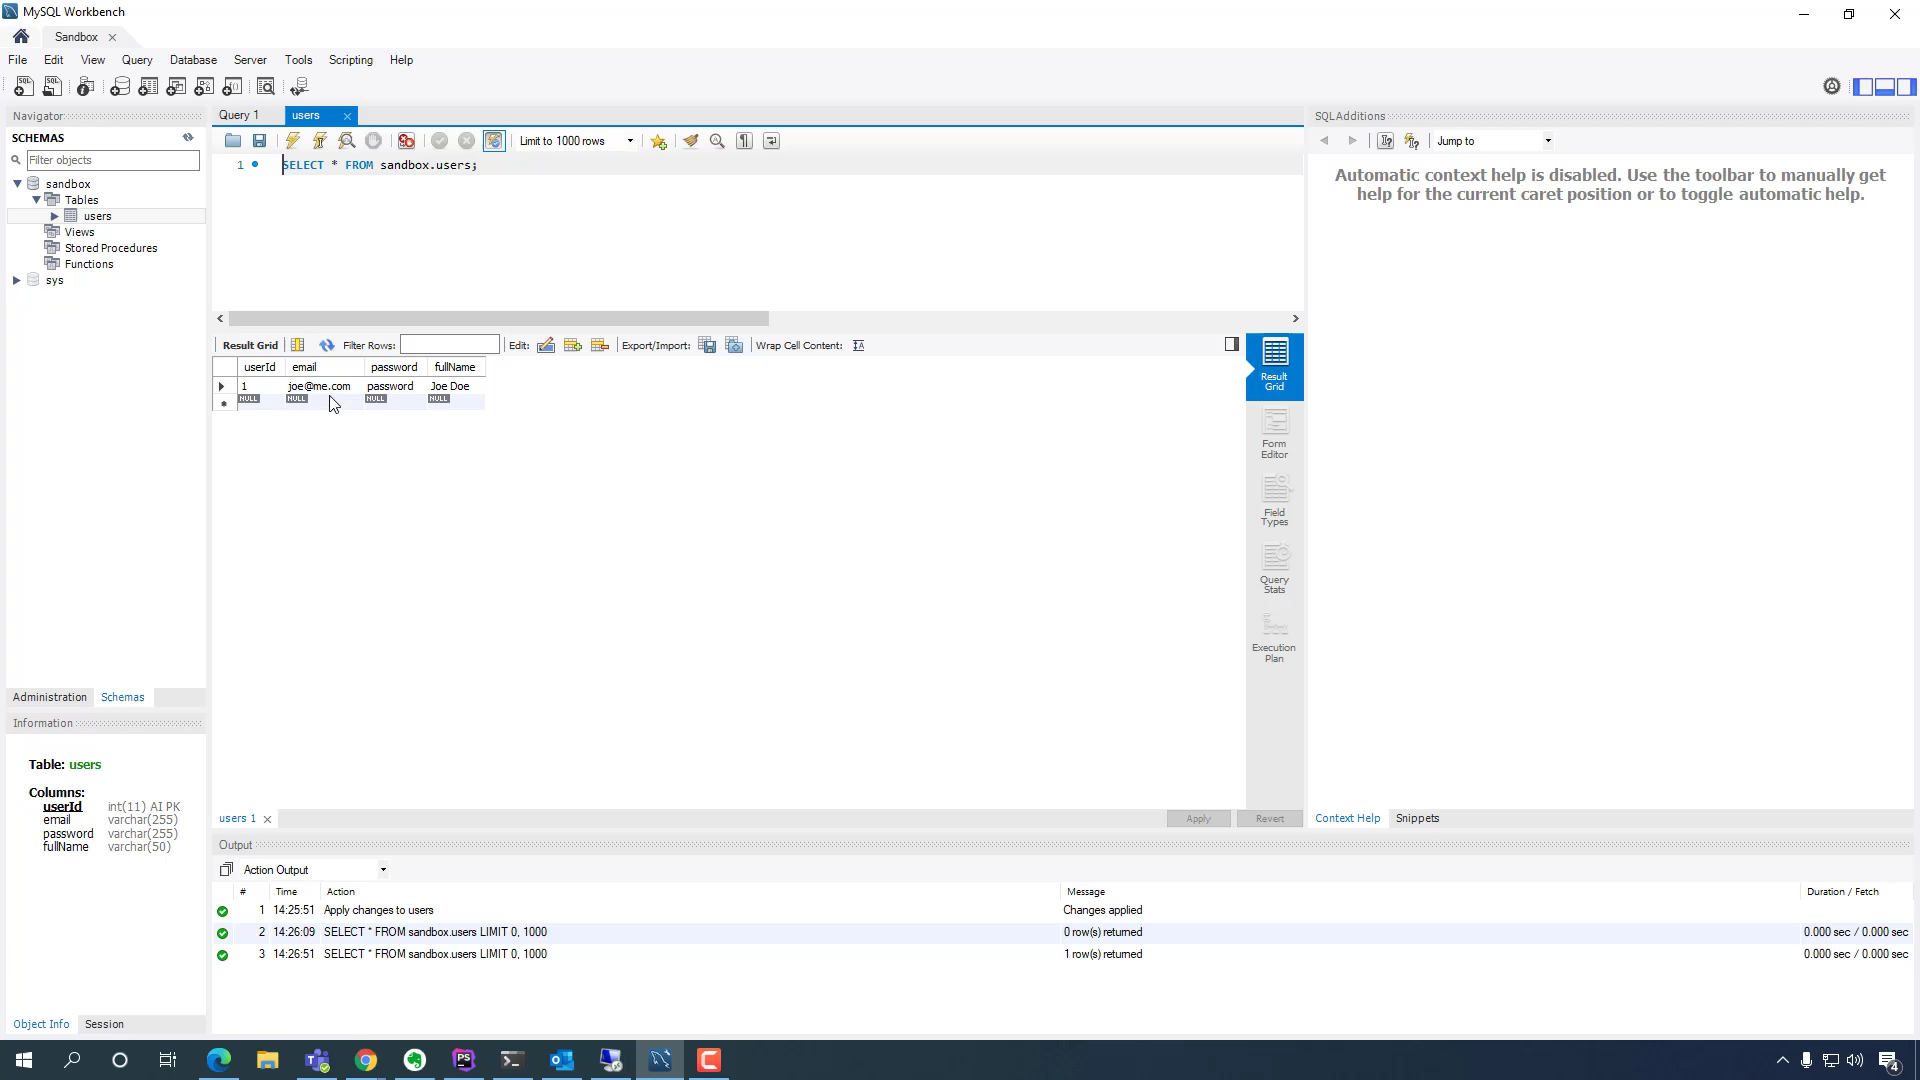 MySQL Workbench
Sandbox
File Edit View Query Database Server Tools Scripting Help
Navigator
SCHEMAS
Filter objects
sandbox
Tables
users
Views
Stored Procedures
Functions
sys
Administration Schemas
Information
Table: users
Columns:
userId int(11) AI PK
email varchar(255)
password varchar(255)
fullName varchar(50)
Object Info Session
Query 1 users
Limit to 1000 rows
1 SELECT * FROM sandbox.users;
Result Grid Filter Rows: Edit: Export/Import: Wrap Cell Content:
userId email password fullName
1 joe@me.com password Joe Doe
NULL NULL NULL NULL
Result
Grid
Form
Editor
Field
Types
Query
Stats
Execution
Plan
users 1 Apply Revert
SQLAdditions
Jump to
Automatic context help is disabled. Use the toolbar to manually get
help for the current caret position or to toggle automatic help.
Context Help Snippets
Output
Action Output
# Time Action Message Duration / Fetch
1 14:25:51 Apply changes to users Changes applied
2 14:26:09 SELECT * FROM sandbox.users LIMIT 0, 1000 0 row(s) returned 0.000 sec / 0.000 sec
3 14:26:51 SELECT * FROM sandbox.users LIMIT 0, 1000 1 row(s) returned 0.000 sec / 0.000 sec
4